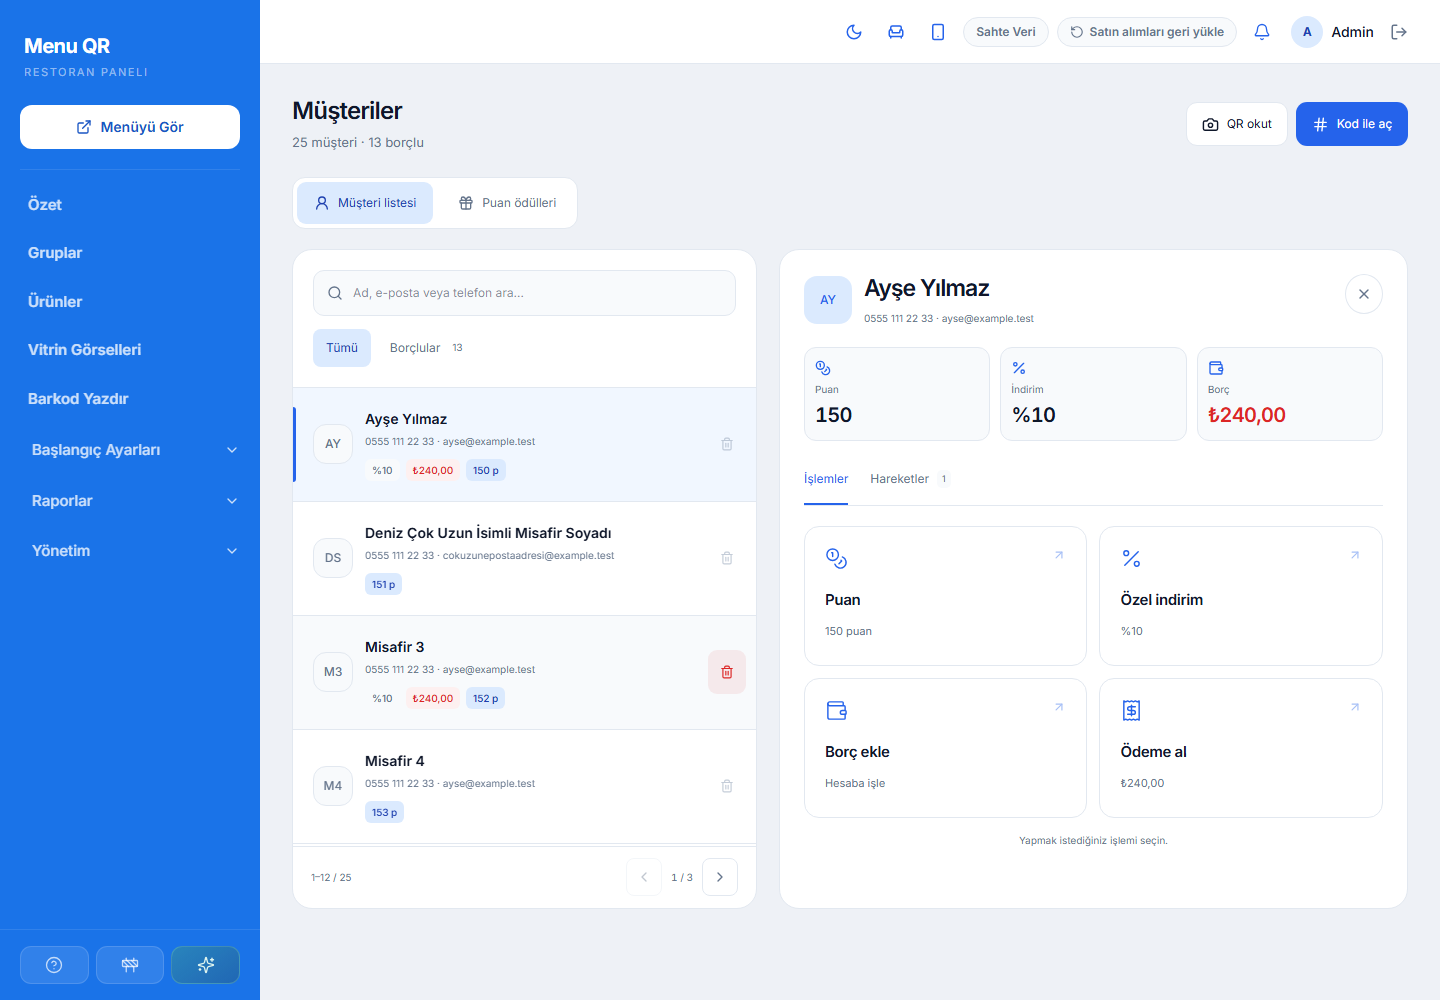 Menu QR
RESTORAN PANELİ
Menüyü Gör
Özet
Gruplar
Ürünler
Vitrin Görselleri
Barkod Yazdır
Başlangıç Ayarları
Raporlar
Yönetim
Sahte Veri
Satın alımları geri yükle
A
Admin
Müşteriler
25 müşteri · 13 borçlu
QR okut
Kod ile aç
Müşteri listesi
Puan ödülleri
Ad, e-posta veya telefon ara...
Tümü
Borçlular 13
AY
Ayşe Yılmaz
0555 111 22 33 · ayse@example.test
%10 ₺240,00 150 p
DS
Deniz Çok Uzun İsimli Misafir Soyadı
0555 111 22 33 · cokuzunepostaadresi@example.test
151 p
M3
Misafir 3
0555 111 22 33 · ayse@example.test
%10 ₺240,00 152 p
M4
Misafir 4
0555 111 22 33 · ayse@example.test
153 p
1–12 / 25
1 / 3
AY
Ayşe Yılmaz
0555 111 22 33 · ayse@example.test
Puan
150
İndirim
%10
Borç
₺240,00
İşlemler
Hareketler 1
Puan
150 puan
Özel indirim
%10
Borç ekle
Hesaba işle
Ödeme al
₺240,00
Yapmak istediğiniz işlemi seçin.